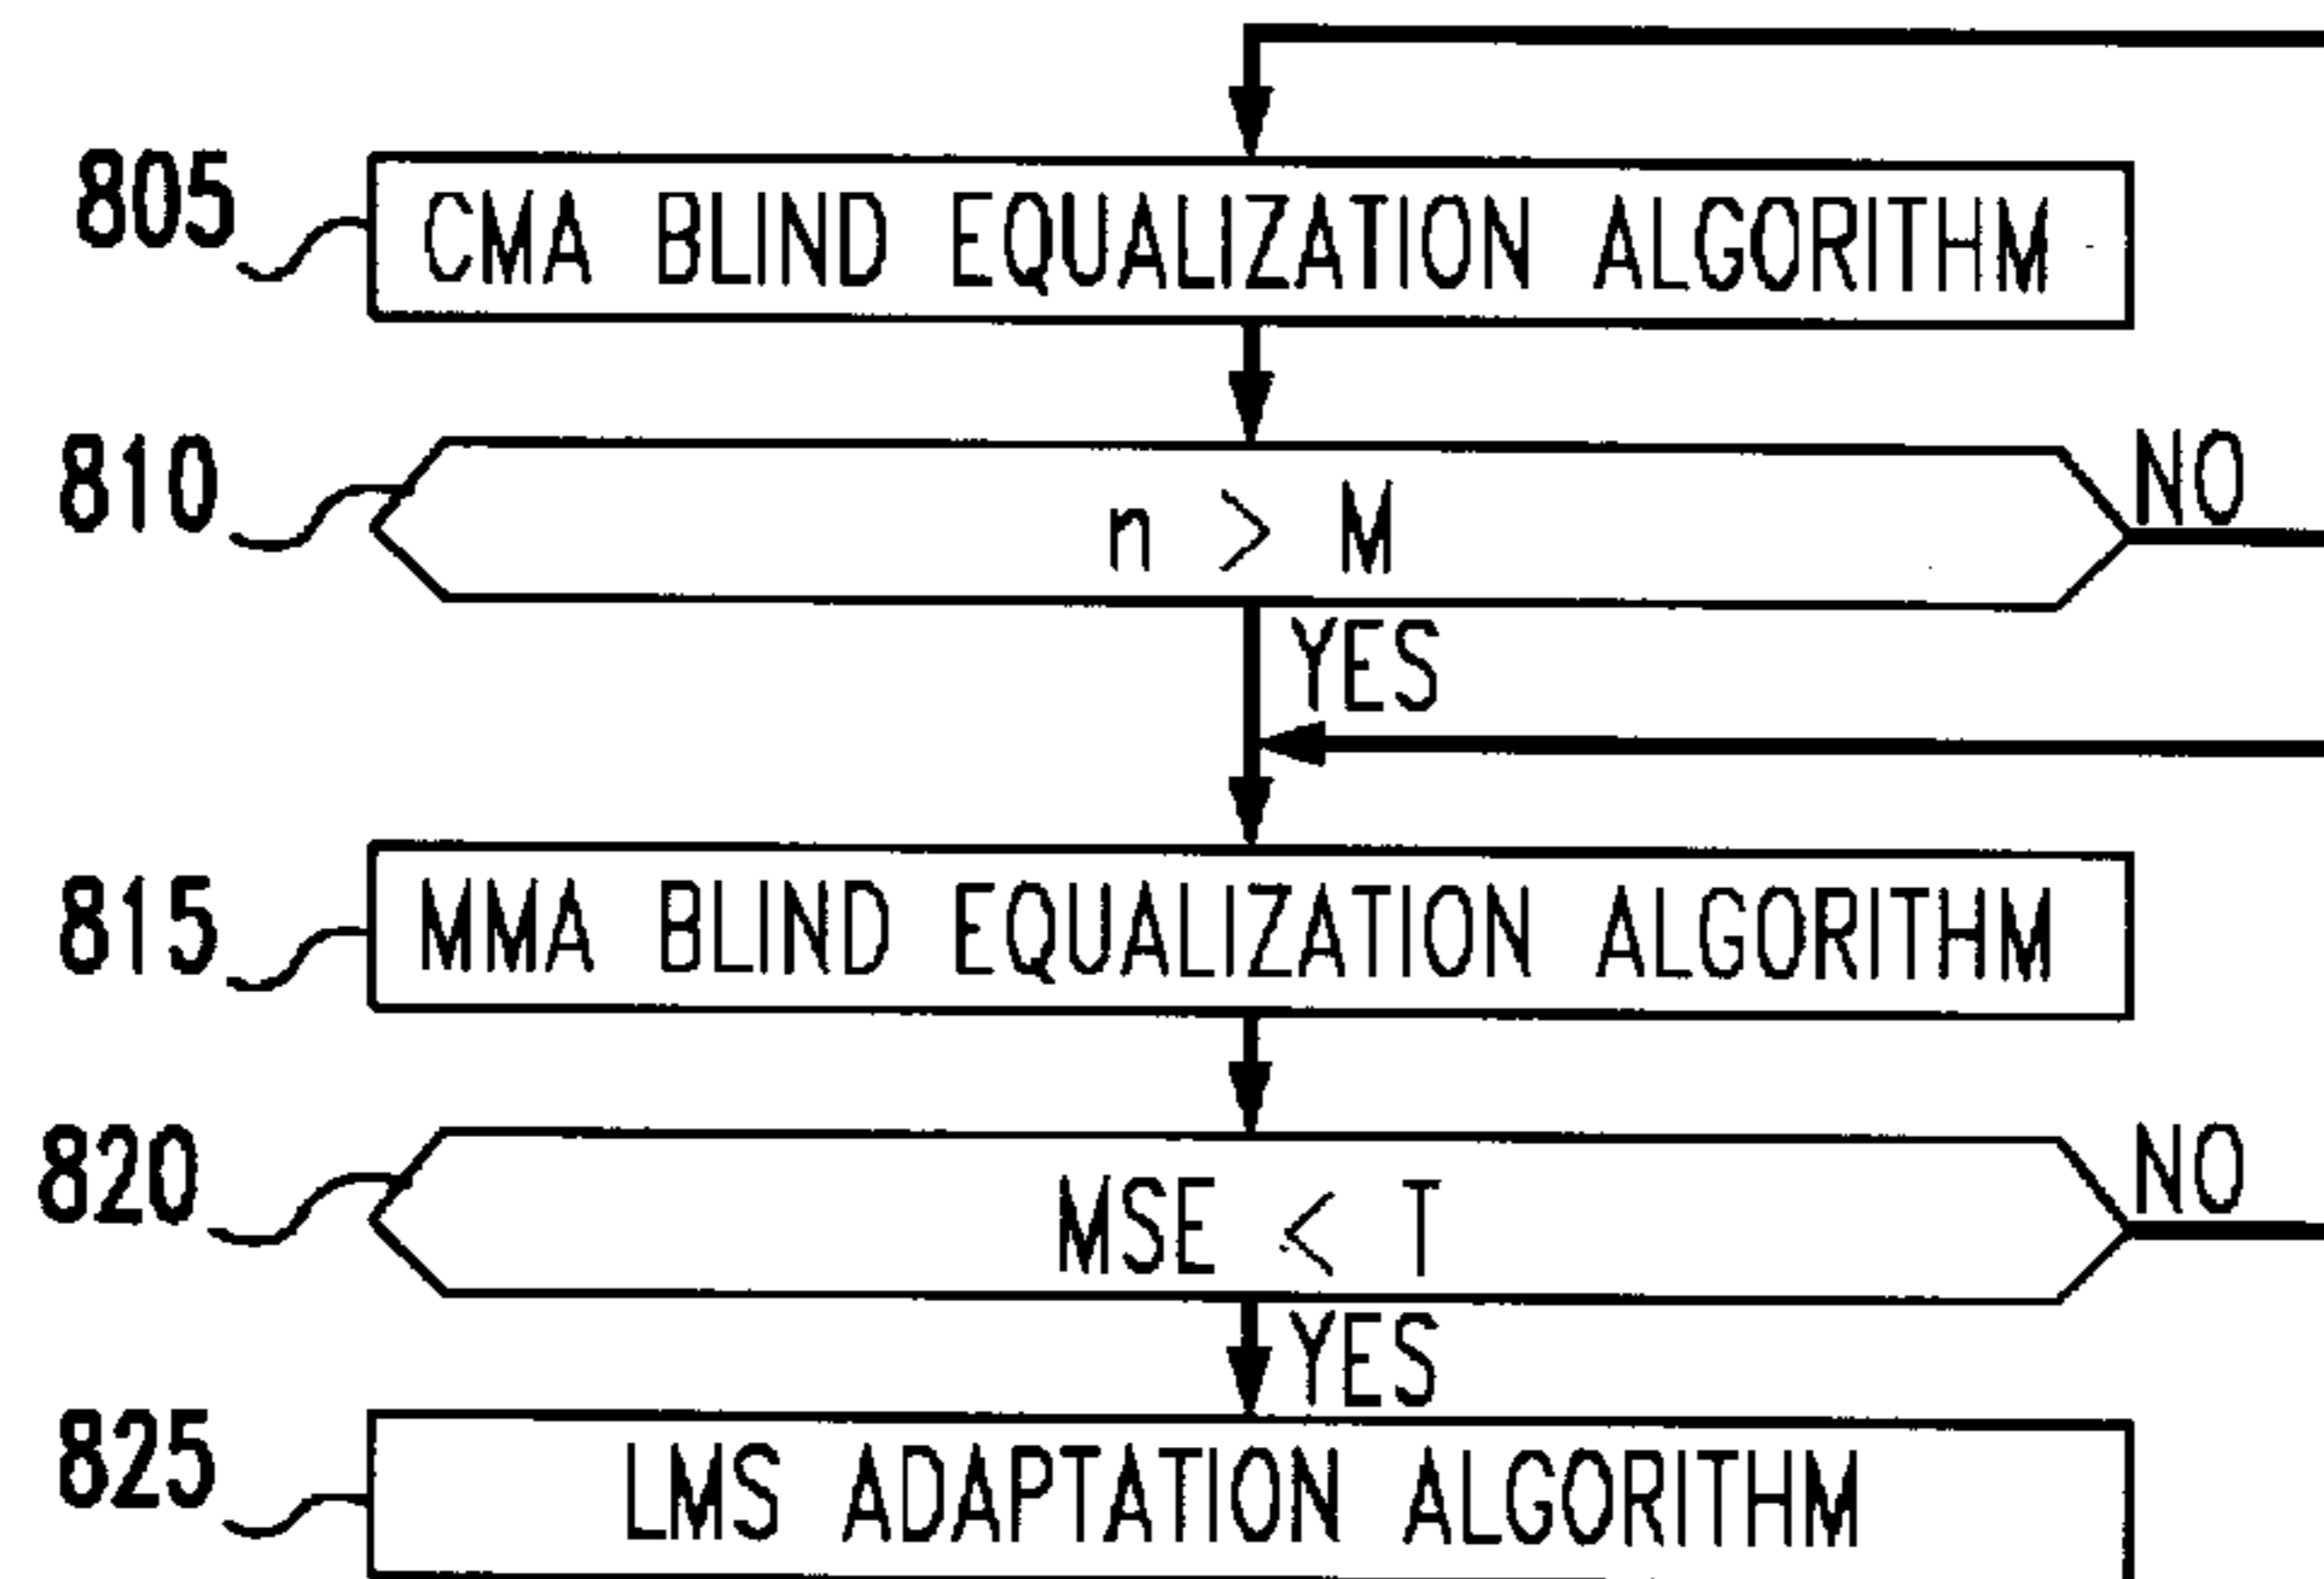 805
CMA BLIND EQUALIZATION ALGORITHM
810
n > M
NO
YES
815
MMA BLIND EQUALIZATION ALGORITHM
820
MSE < T
NO
YES
825
LMS ADAPTATION ALGORITHM